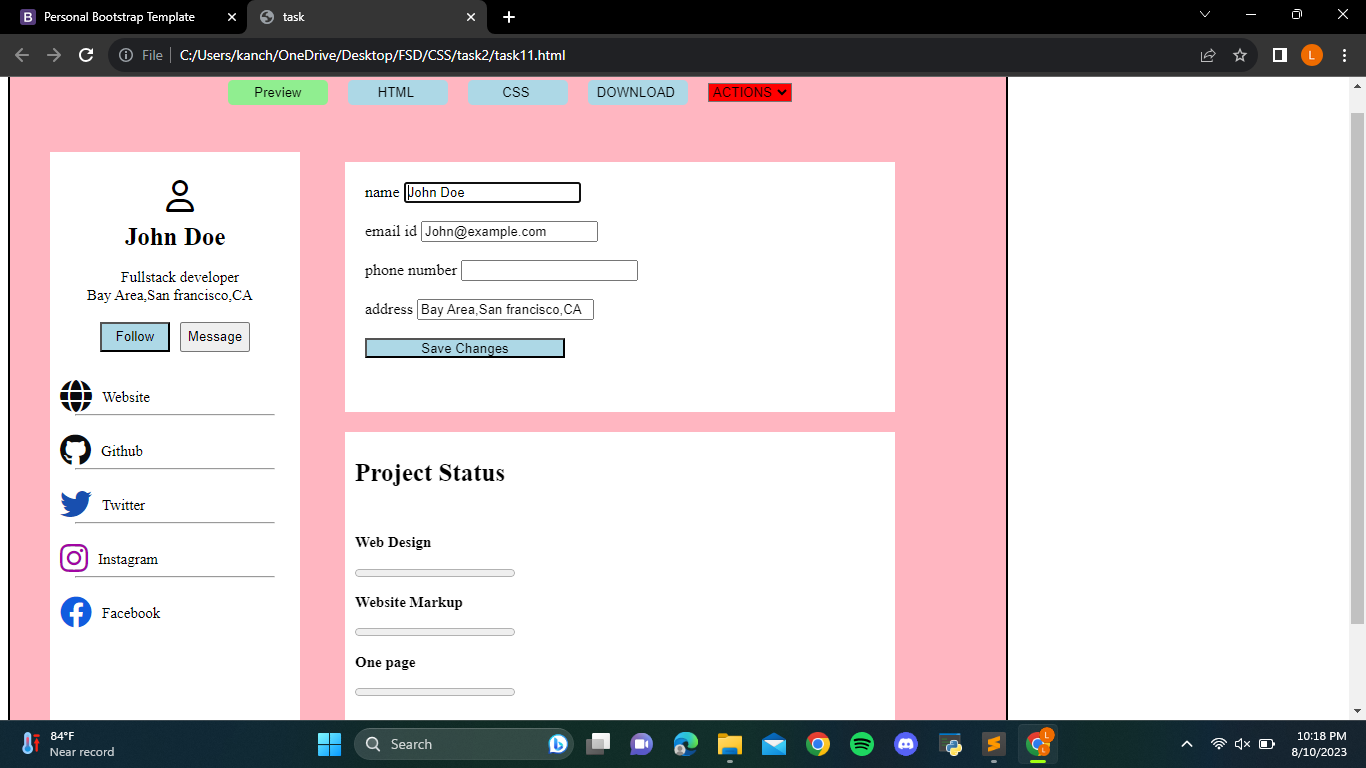 Personal Bootstrap Template
task
File
C:/Users/kanch/OneDrive/Desktop/FSD/CSS/task2/task11.html
L
Preview
HTML
CSS
DOWNLOAD
ACTIONS
John Doe
Fullstack developer
Bay Area,San francisco,CA
Follow
Message
Website
Github
Twitter
Instagram
Facebook
name John Doe
email id John@example.com
phone number
address Bay Area,San francisco,CA
Save Changes
Project Status
Web Design
Website Markup
One page
84°F
Near record
Search
10:18 PM
8/10/2023